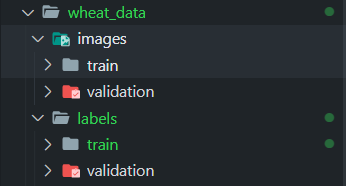 wheat_data
images
train
validation
labels
train
validation